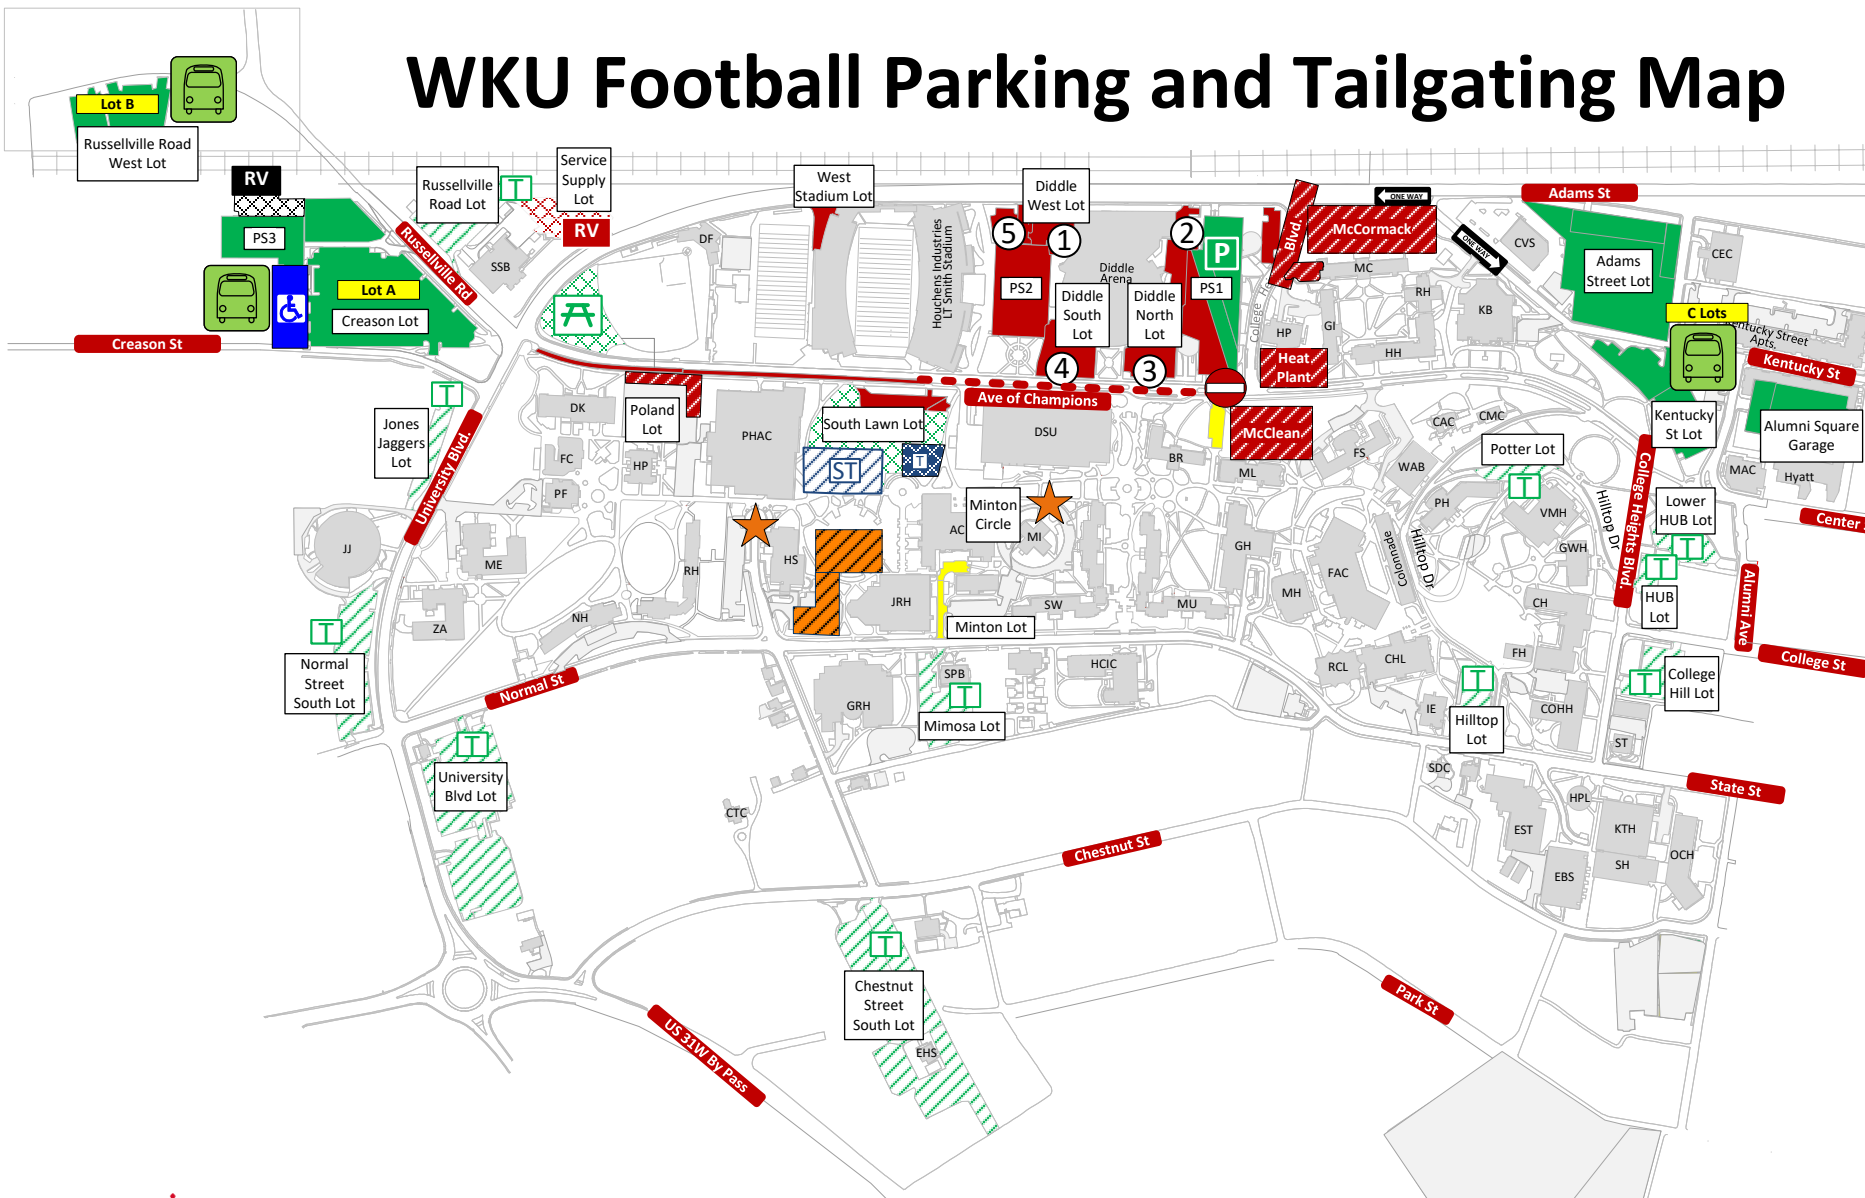 WKU Football Parking and Tailgating Map
Lot B
Russellville Road
West Lot
RV
PS3
Russellville
Road Lot
T
Service
Supply
Lot
RV
West
Stadium Lot
Diddle
West Lot
5
1
2
P
Blvd.
McCormack
ONE WAY
ONE WAY
Adams St
Russellville Rd
SSB
DF
Houchens Industries
LT Smith Stadium
PS2
Diddle
Arena
Diddle
South
Lot
Diddle
North
Lot
PS1
4
3
College He
HP
GI
MC
RH
HH
KB
CVS
Adams
Street Lot
CEC
C Lots
Kentucky Street
Apts.
Kentucky St
Lot A
Creason Lot
Creason St
Heat
Plant
Ave of Champions
Jones
Jaggers
Lot
T
University Blvd.
DK
Poland
Lot
PHAC
South Lawn Lot
ST
T
DSU
BR
McClean
ML
CAC
CMC
FS
WAB
Potter Lot
T
Kentucky
St Lot
Alumni Square
Garage
MAC
Hyatt
FC
HP
PF
JJ
ME
RH
HS
AC
Minton
Circle
MI
GH
FAC
Colonnade
Hilltop Dr
PH
VMH
GWH
Hilltop Dr
College Heights Blvd.
Lower
HUB Lot
T
T
HUB
Lot
Center
Alumni Ave
College St
ZA
NH
JRH
SW
MU
MH
CH
Minton Lot
T
Normal
Street
South Lot
Normal St
GRH
SPB
T
Mimosa Lot
HCIC
RCL
CHL
FH
T
Hilltop
Lot
IE
COHH
T
College
Hill Lot
ST
State St
T
University
Blvd Lot
CTC
SDC
HPL
EST
KTH
SH
EBS
OCH
Chestnut St
T
Chestnut
Street
South Lot
EHS
Park St
US 31W By Pass